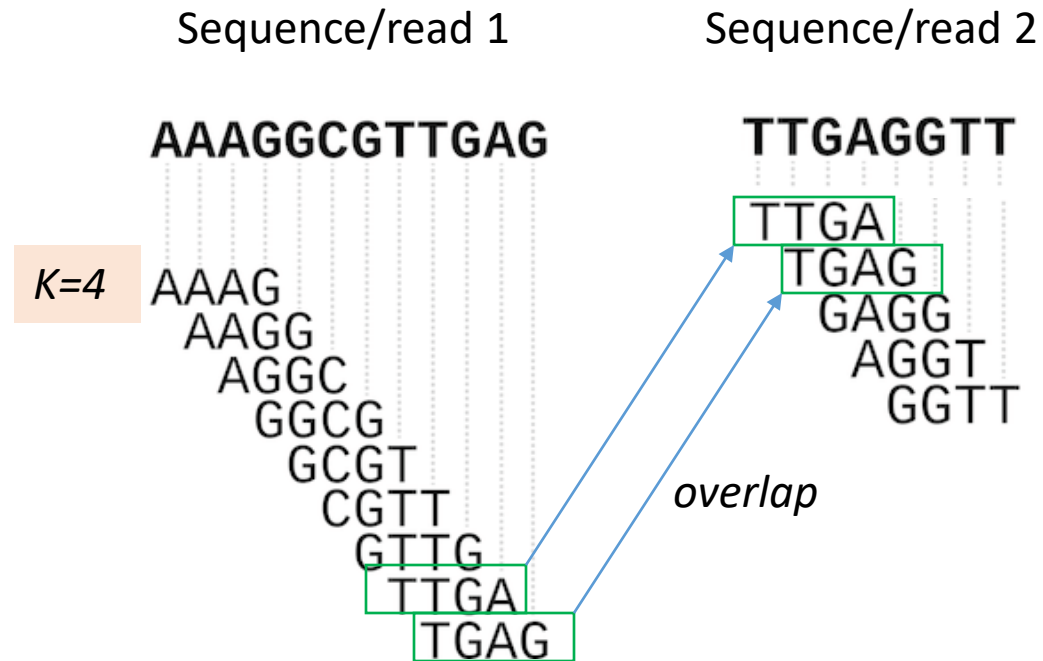 Sequence/read 1
Sequence/read 2
AAAGGCGTTGAG
TTGAGGTT
K=4
AAAG
AAGG
AGGC
GGCG
GCGT
CGTT
GTTG
TTGA
TGAG
TTGA
TGAG
GAGG
AGGT
GGTT
overlap